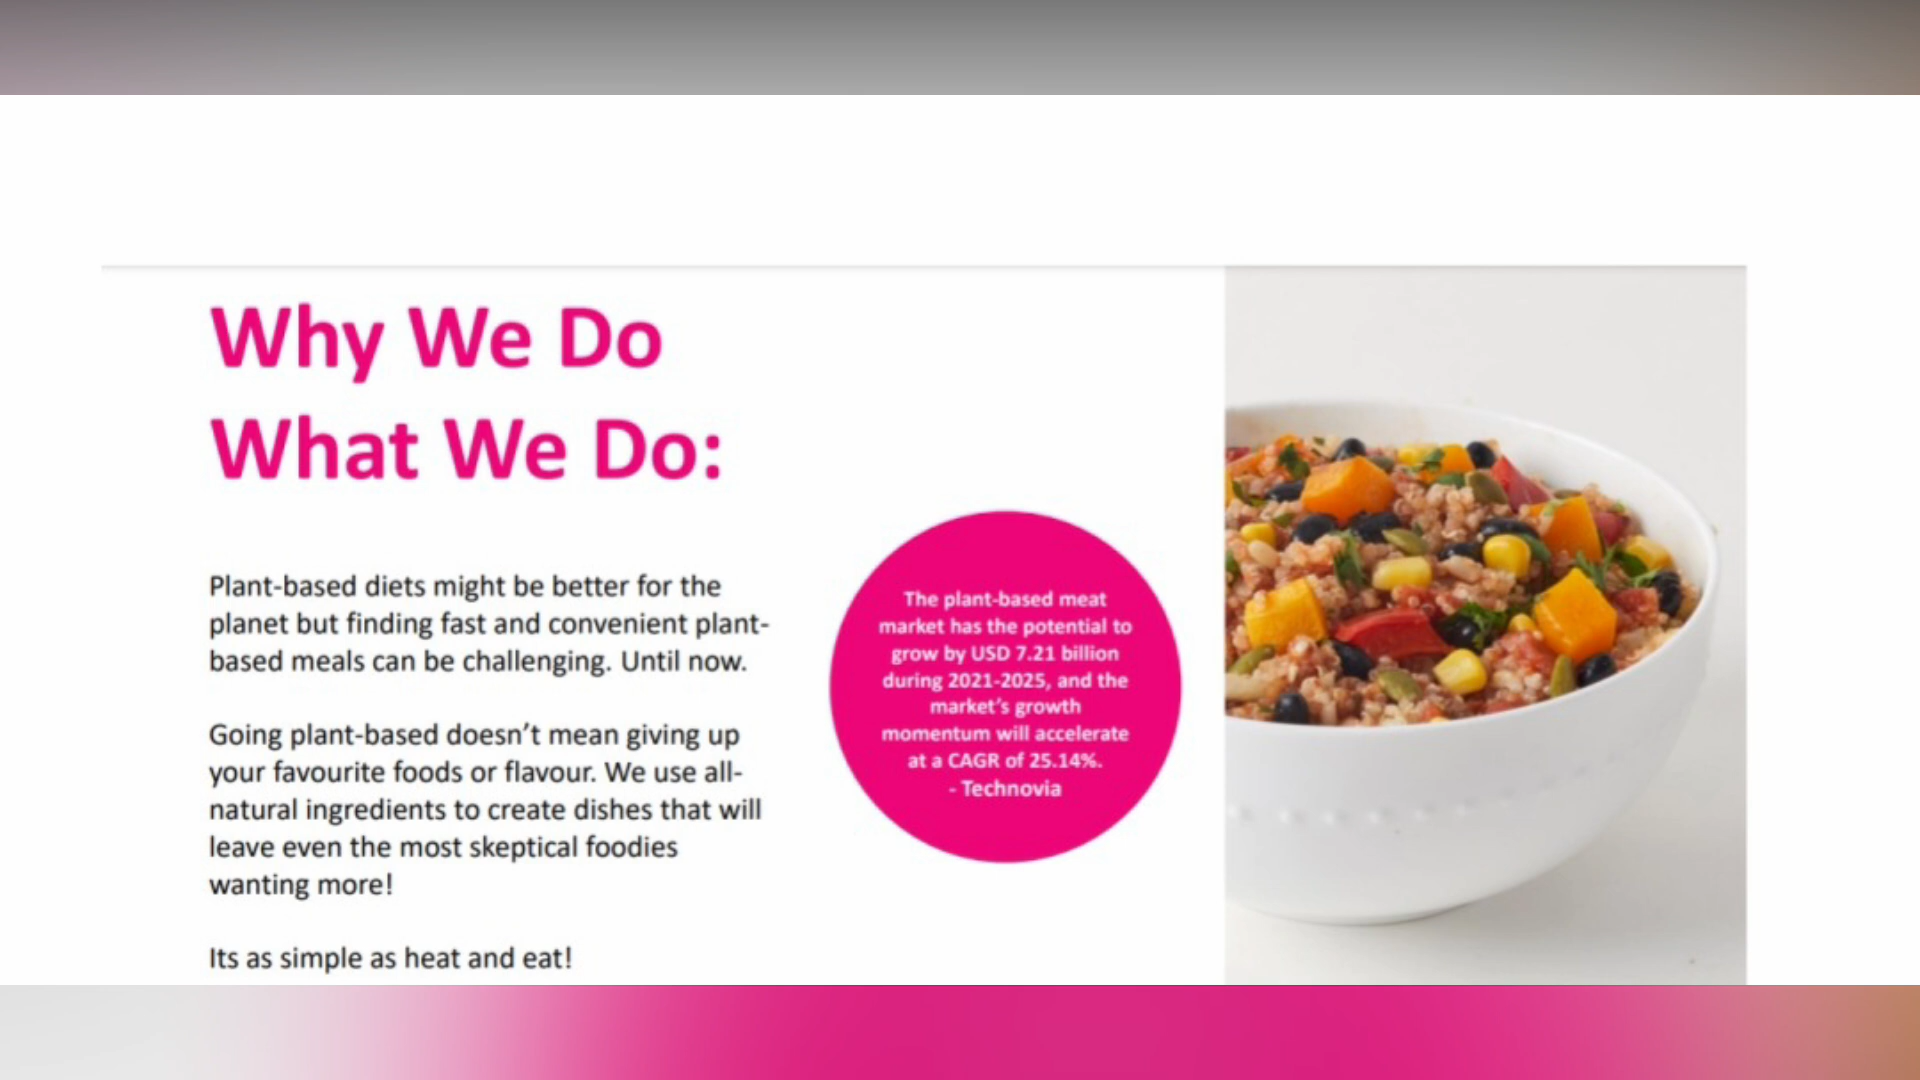 Why We Do
What We Do:
Plant-based diets might be better for the
planet but finding fast and convenient plant-
based meals can be challenging. Until now.
Going plant-based doesn’t mean giving up
your favourite foods or flavour. We use all-
natural ingredients to create dishes that will
leave even the most skeptical foodies
wanting more!
Its as simple as heat and eat!
The plant-based meat
market has the potential to
grow by USD 7.21 billion
during 2021-2025, and the
market’s growth
momentum will accelerate
at a CAGR of 25.14%.
- Technovia